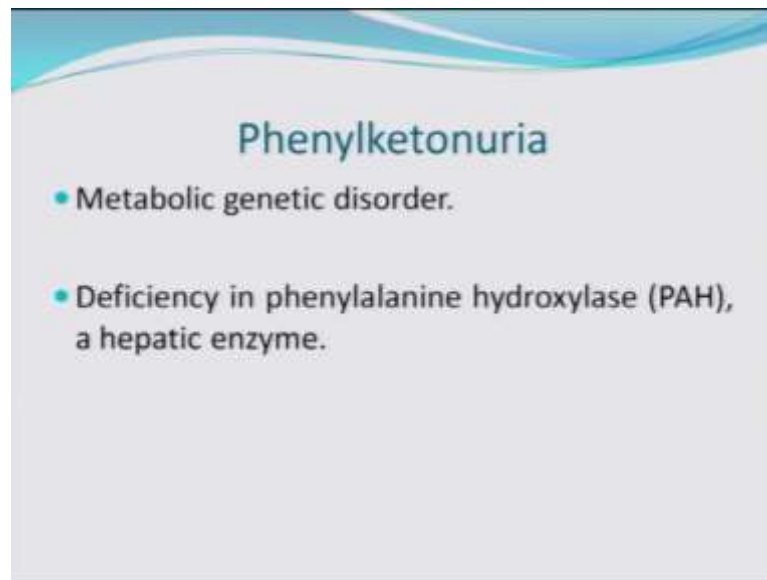 Phenylketonuria
• Metabolic genetic disorder.
• Deficiency in phenylalanine hydroxylase (PAH),
a hepatic enzyme.